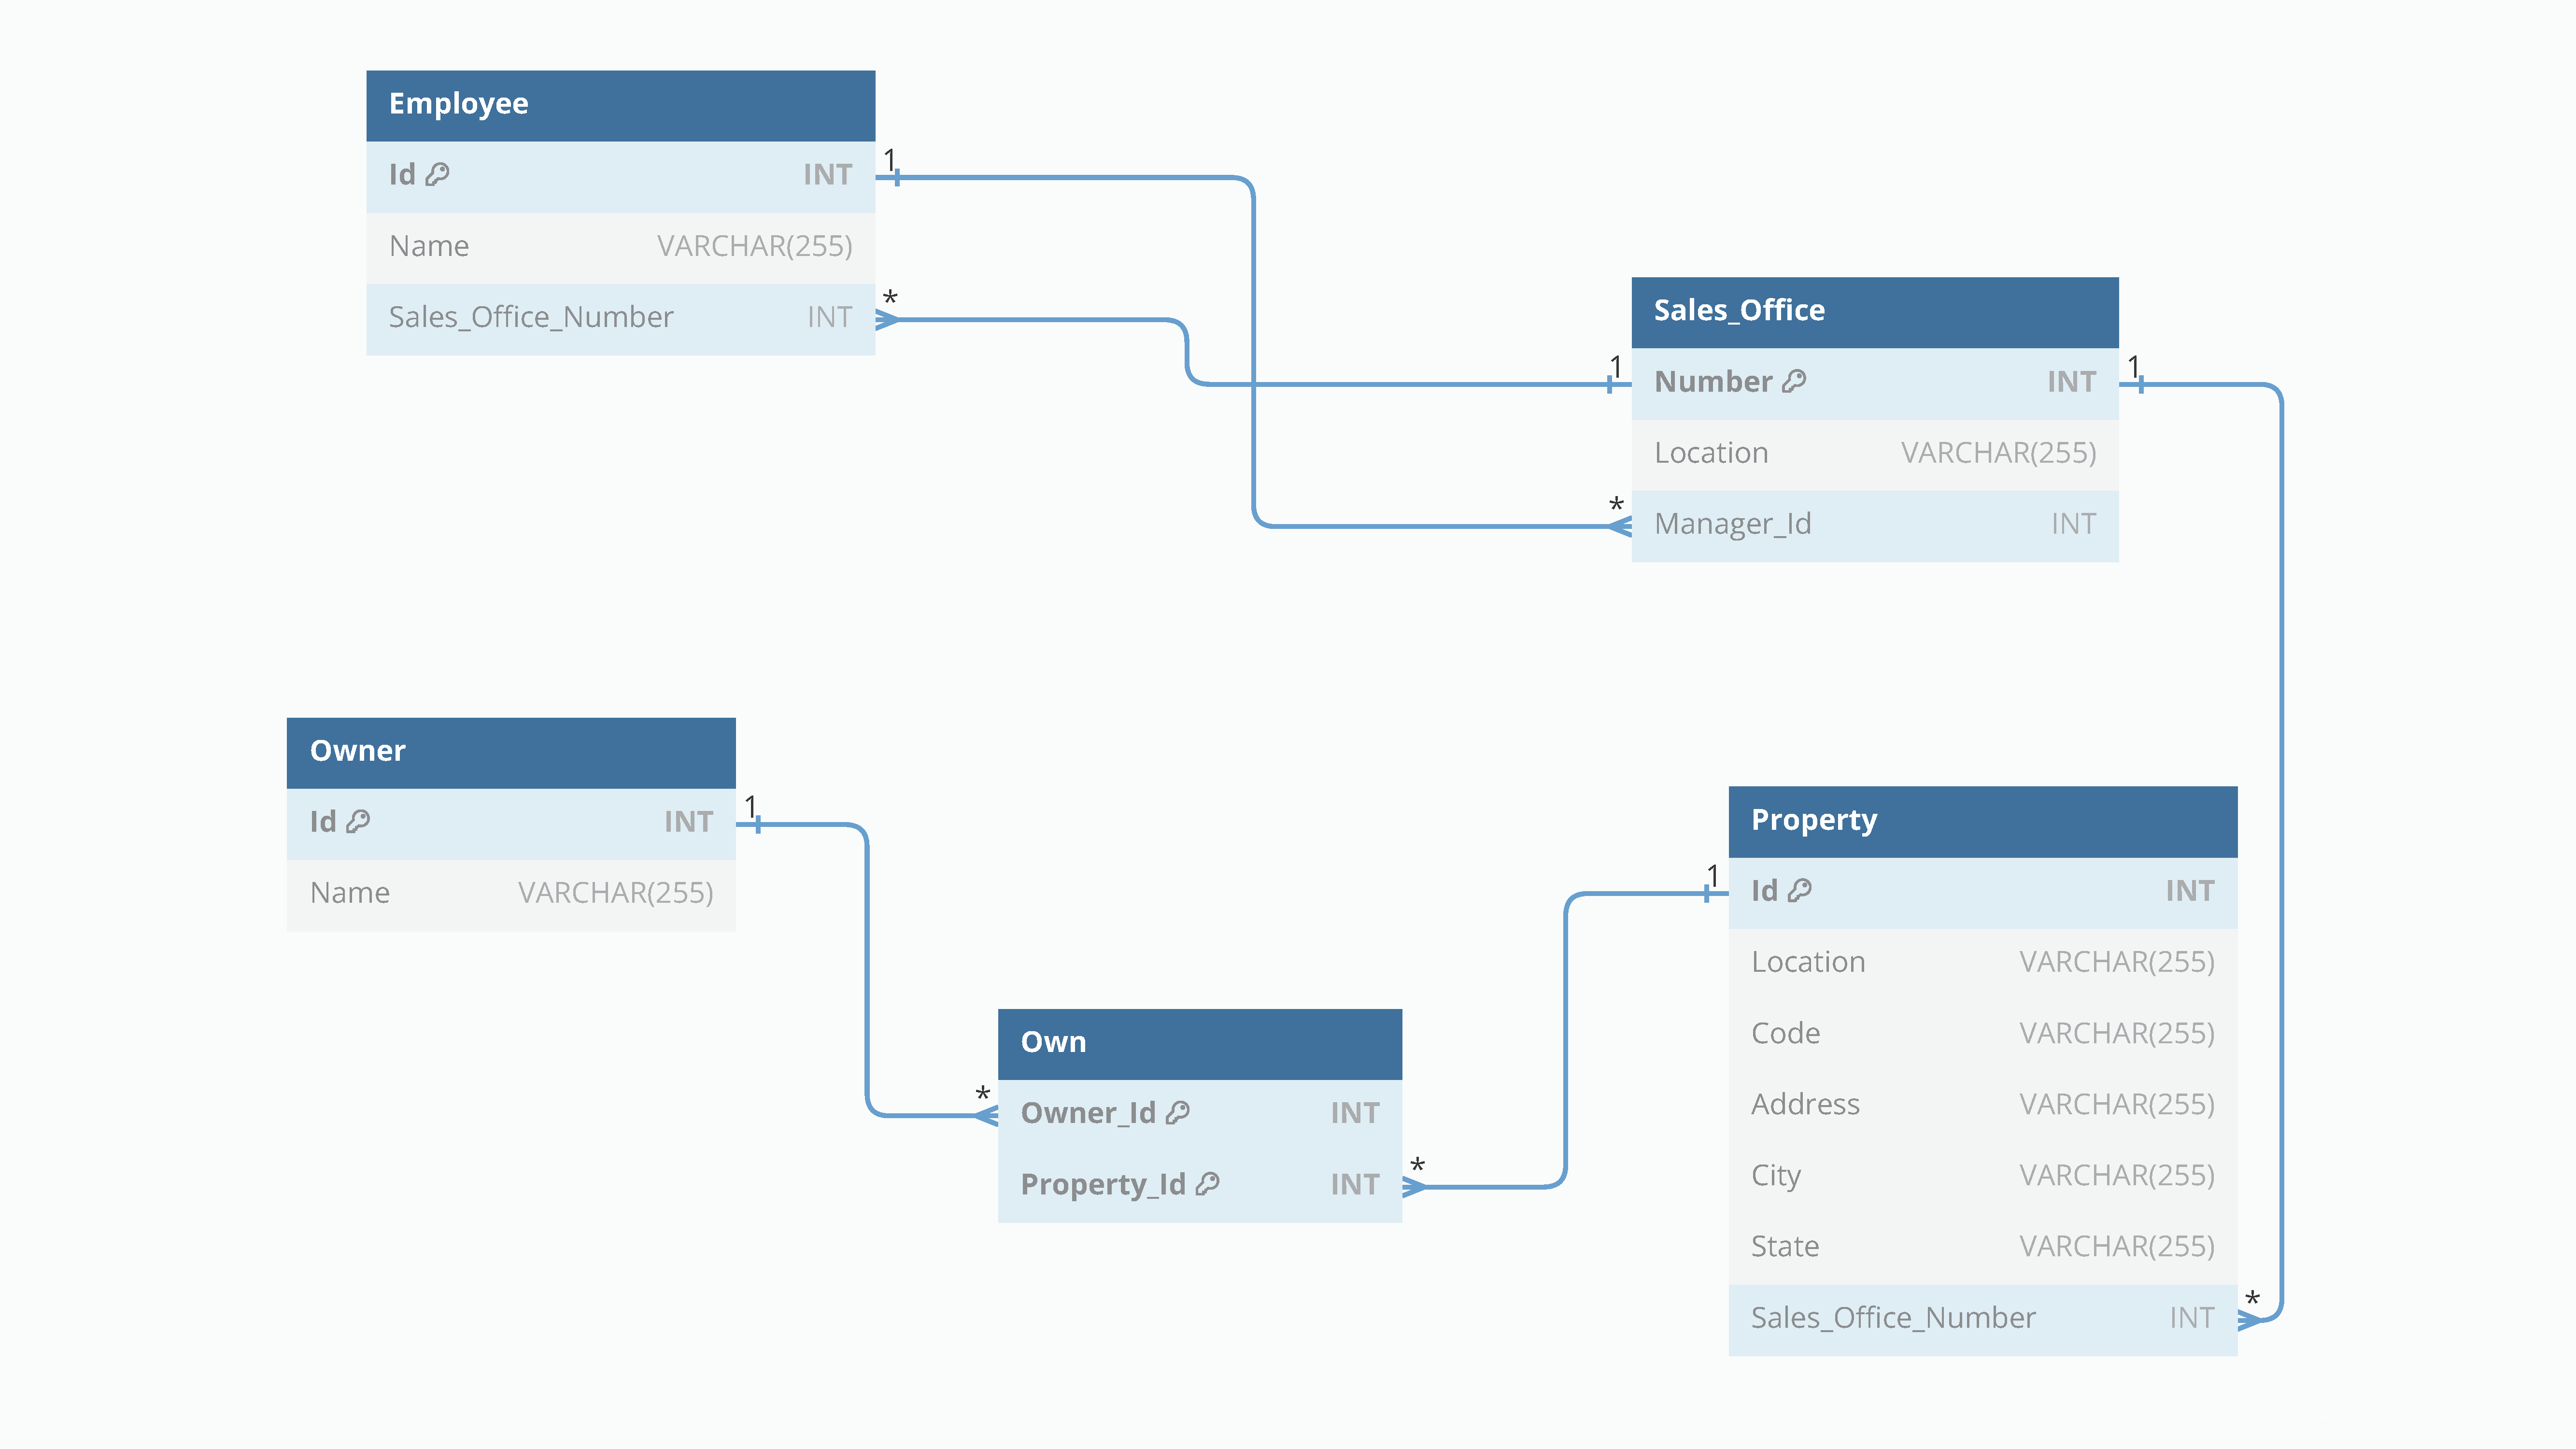 Employee
Id INT
1
Name VARCHAR(255)
Sales_Office_Number INT
*
Sales_Office
1
Number INT
1
Location VARCHAR(255)
*
Manager_Id INT
Owner
Id INT
1
Name VARCHAR(255)
Own
*
Owner_Id INT
Property_Id INT
*
Property
1
Id INT
Location VARCHAR(255)
Code VARCHAR(255)
Address VARCHAR(255)
City VARCHAR(255)
State VARCHAR(255)
Sales_Office_Number INT
*